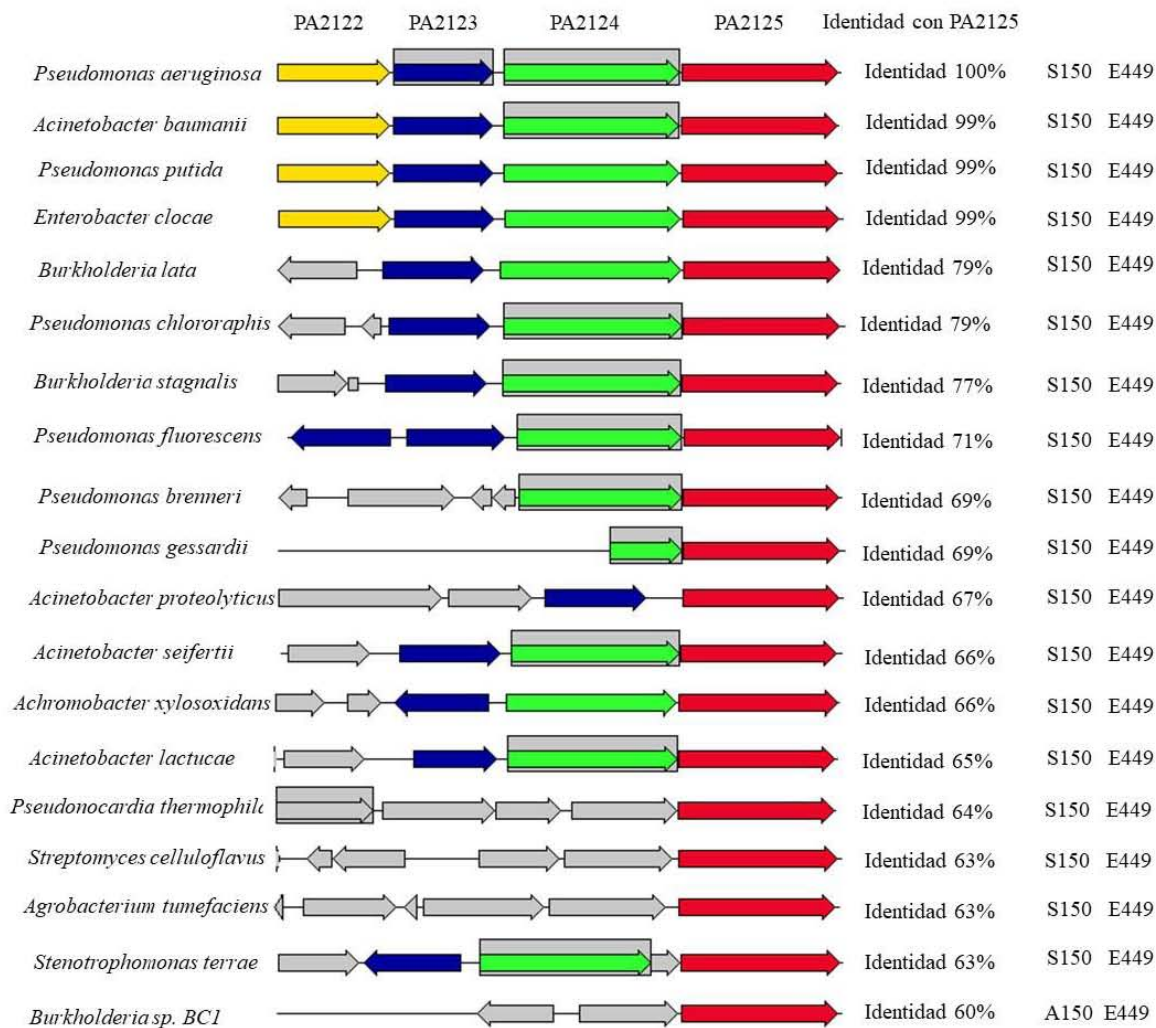 PA2122 PA2123 PA2124 PA2125 Identidad con PA2125
Pseudomonas aeruginosa Identidad 100% S150 E449
Acinetobacter baumanii Identidad 99% S150 E449
Pseudomonas putida Identidad 99% S150 E449
Enterobacter clocae Identidad 99% S150 E449
Burkholderia lata Identidad 79% S150 E449
Pseudomonas chlororaphis Identidad 79% S150 E449
Burkholderia stagnalis Identidad 77% S150 E449
Pseudomonas fluorescens Identidad 71% S150 E449
Pseudomonas brenneri Identidad 69% S150 E449
Pseudomonas gessardii Identidad 69% S150 E449
Acinetobacter proteolyticus Identidad 67% S150 E449
Acinetobacter seifertii Identidad 66% S150 E449
Achromobacter xylosoxidans Identidad 66% S150 E449
Acinetobacter lactucae Identidad 65% S150 E449
Pseudonocardia thermophila Identidad 64% S150 E449
Streptomyces celluloflavus Identidad 63% S150 E449
Agrobacterium tumefaciens Identidad 63% S150 E449
Stenotrophomonas terrae Identidad 63% S150 E449
Burkholderia sp. BC1 Identidad 60% A150 E449